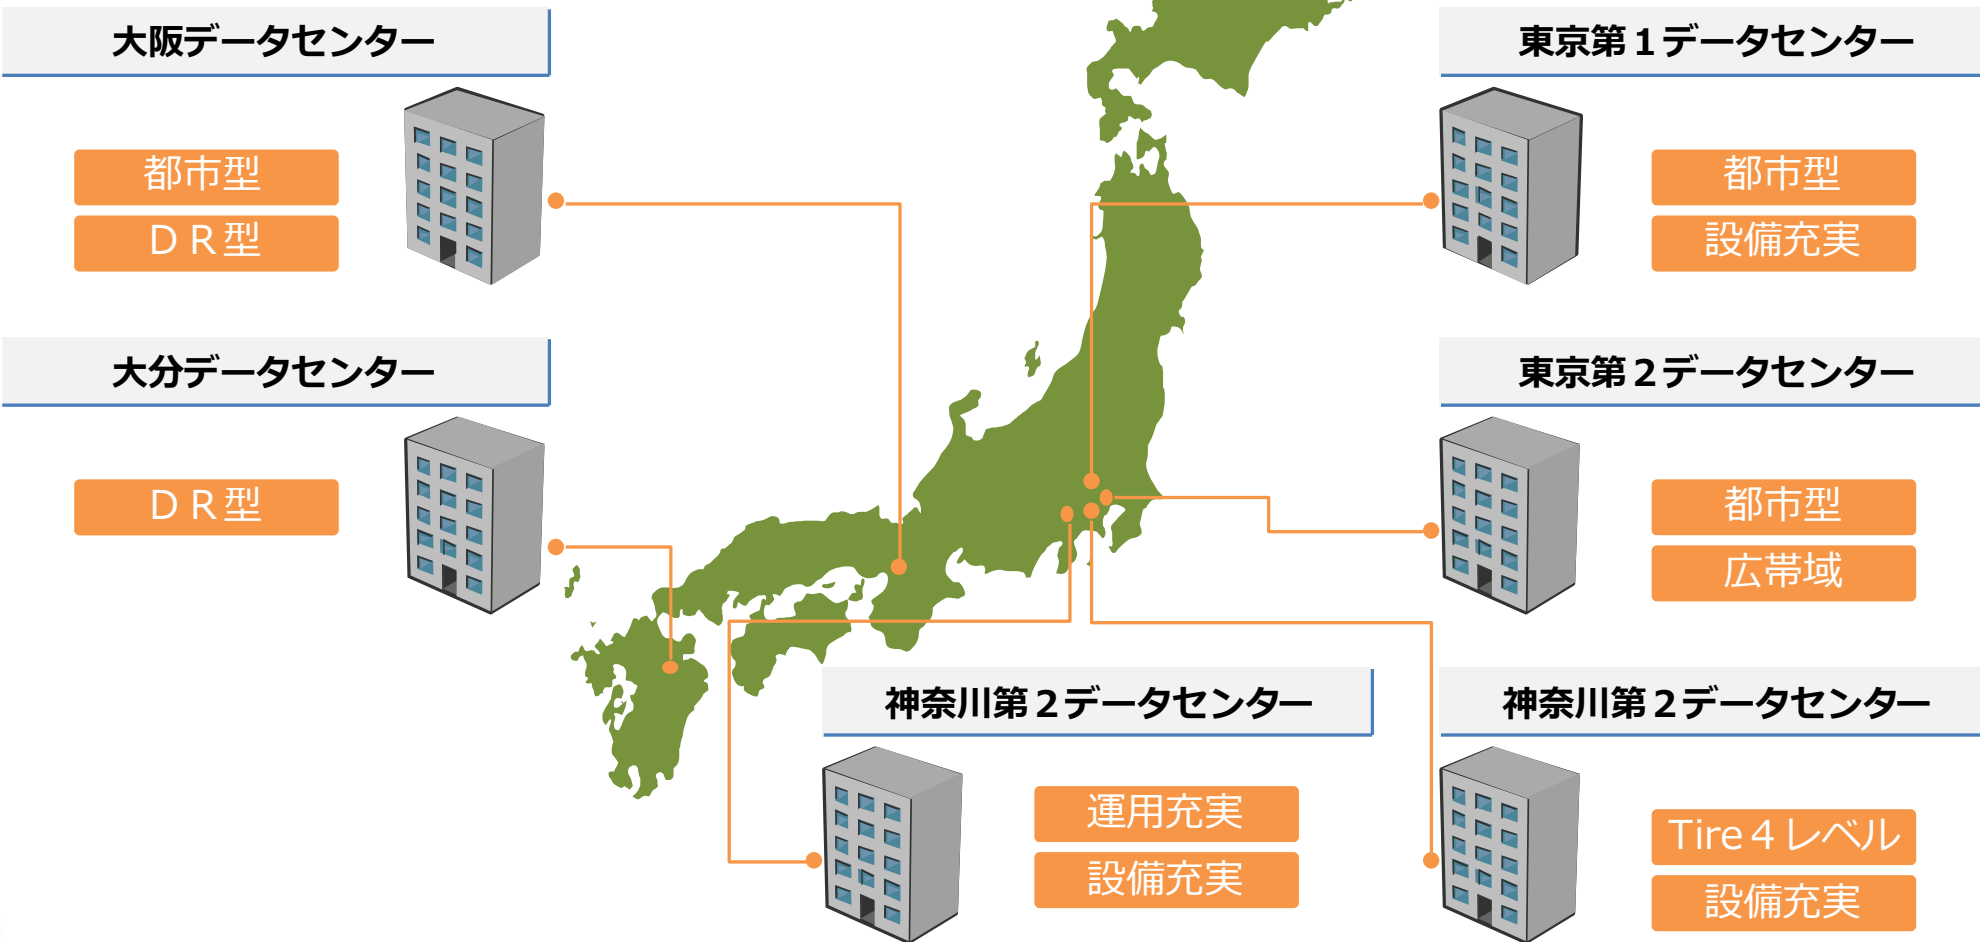 大阪データセンター
都市型
ＤＲ型
東京第１データセンター
都市型
設備充実
大分データセンター
ＤＲ型
東京第２データセンター
都市型
広帯域
神奈川第２データセンター
運用充実
設備充実
神奈川第２データセンター
Tire４レベル
設備充実